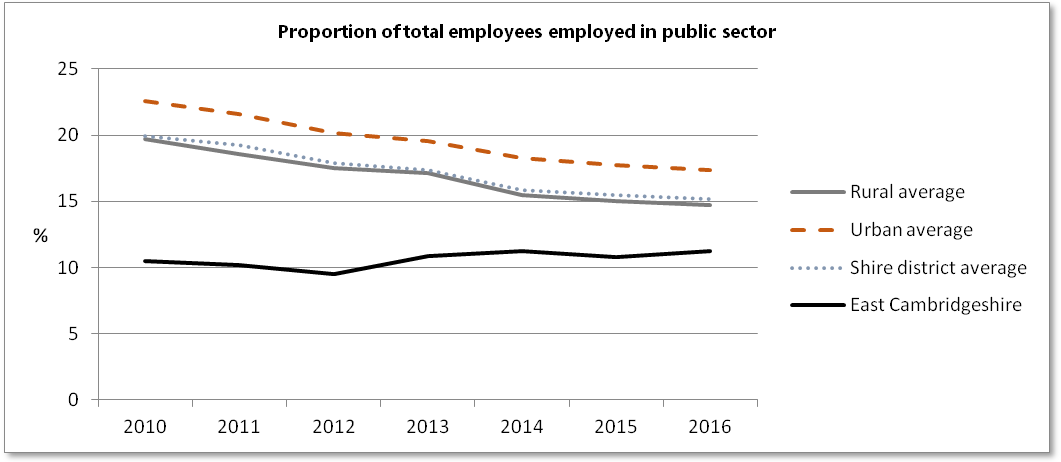 Proportion of total employees employed in public sector
25
20
15
10
5
0
%
2010 2011 2012 2013 2014 2015 2016
Rural average
Urban average
Shire district average
East Cambridgeshire